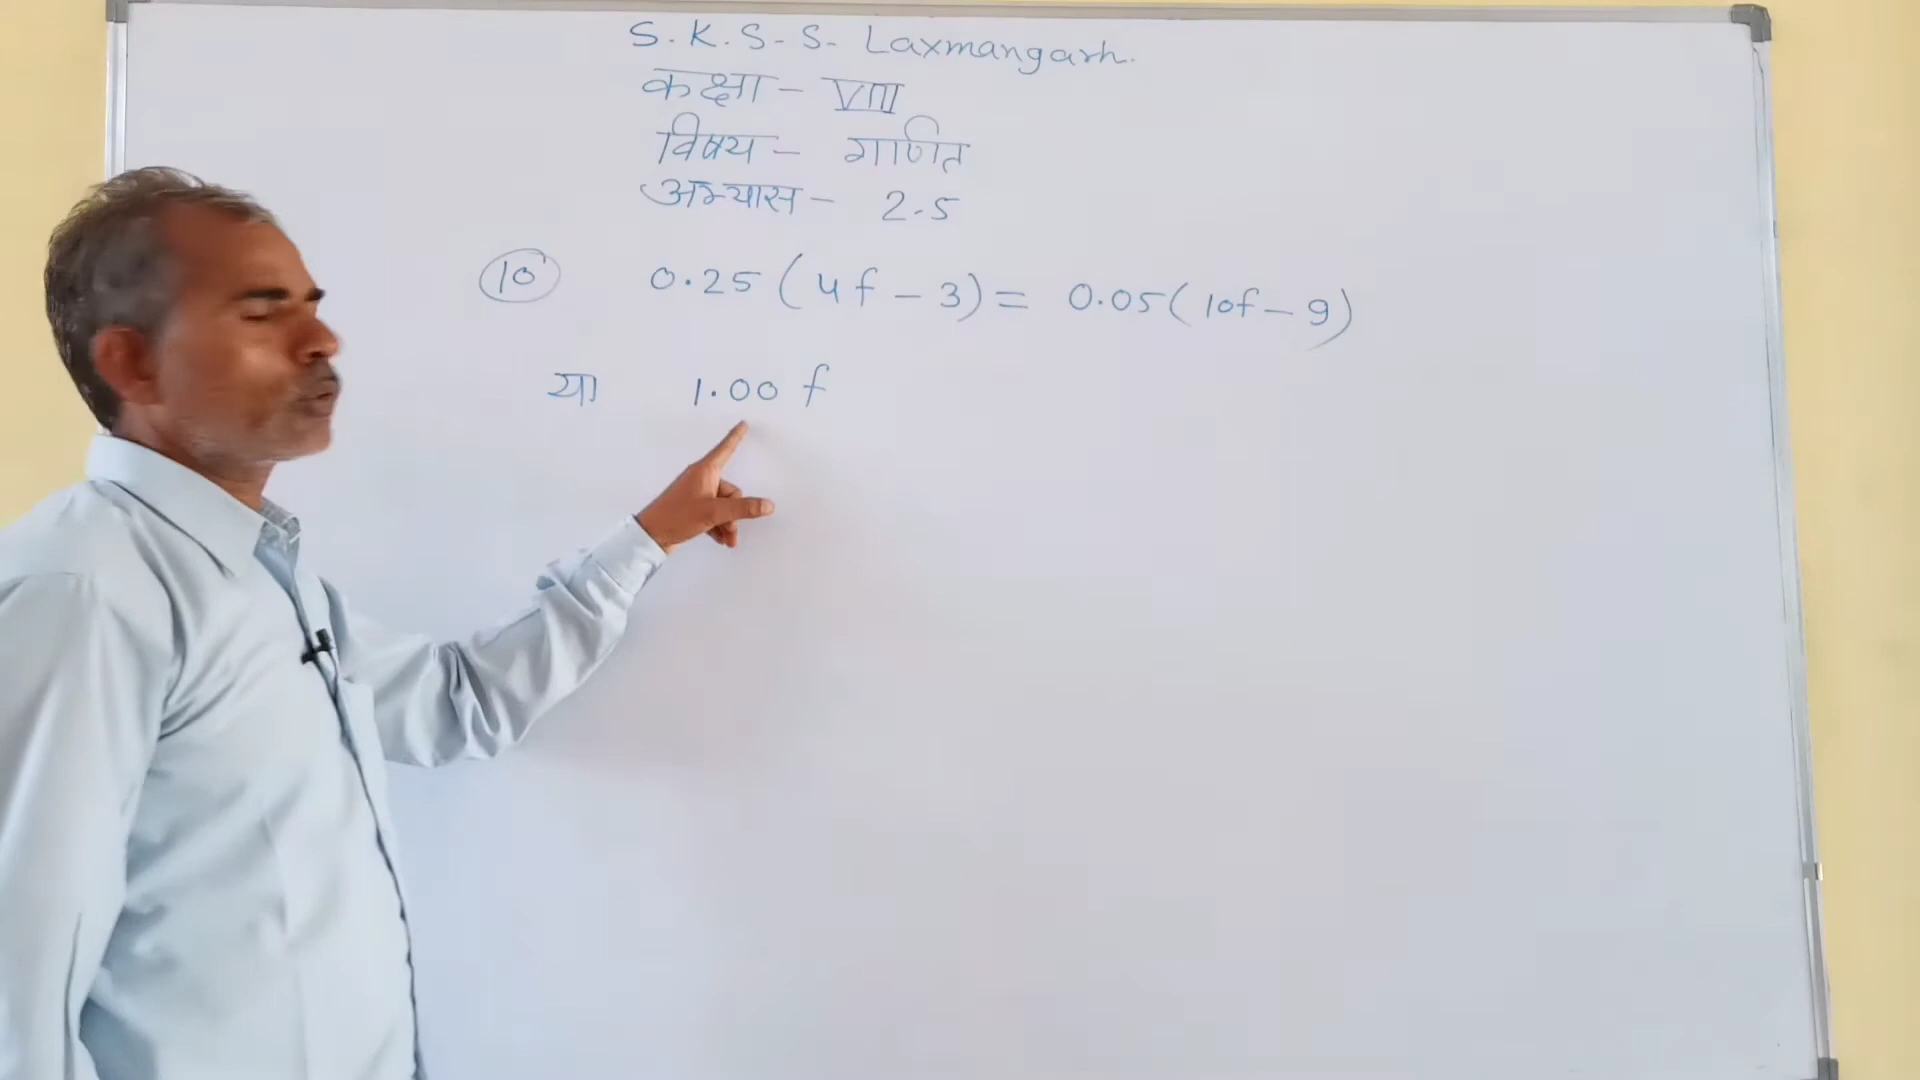 S.K.S.S. Laxmangarh.
कक्षा - VIII
विषय - गणित
अभ्यास - 2.5
10 0.25 (4f - 3) = 0.05 (10f - 9)
या 1.00 f